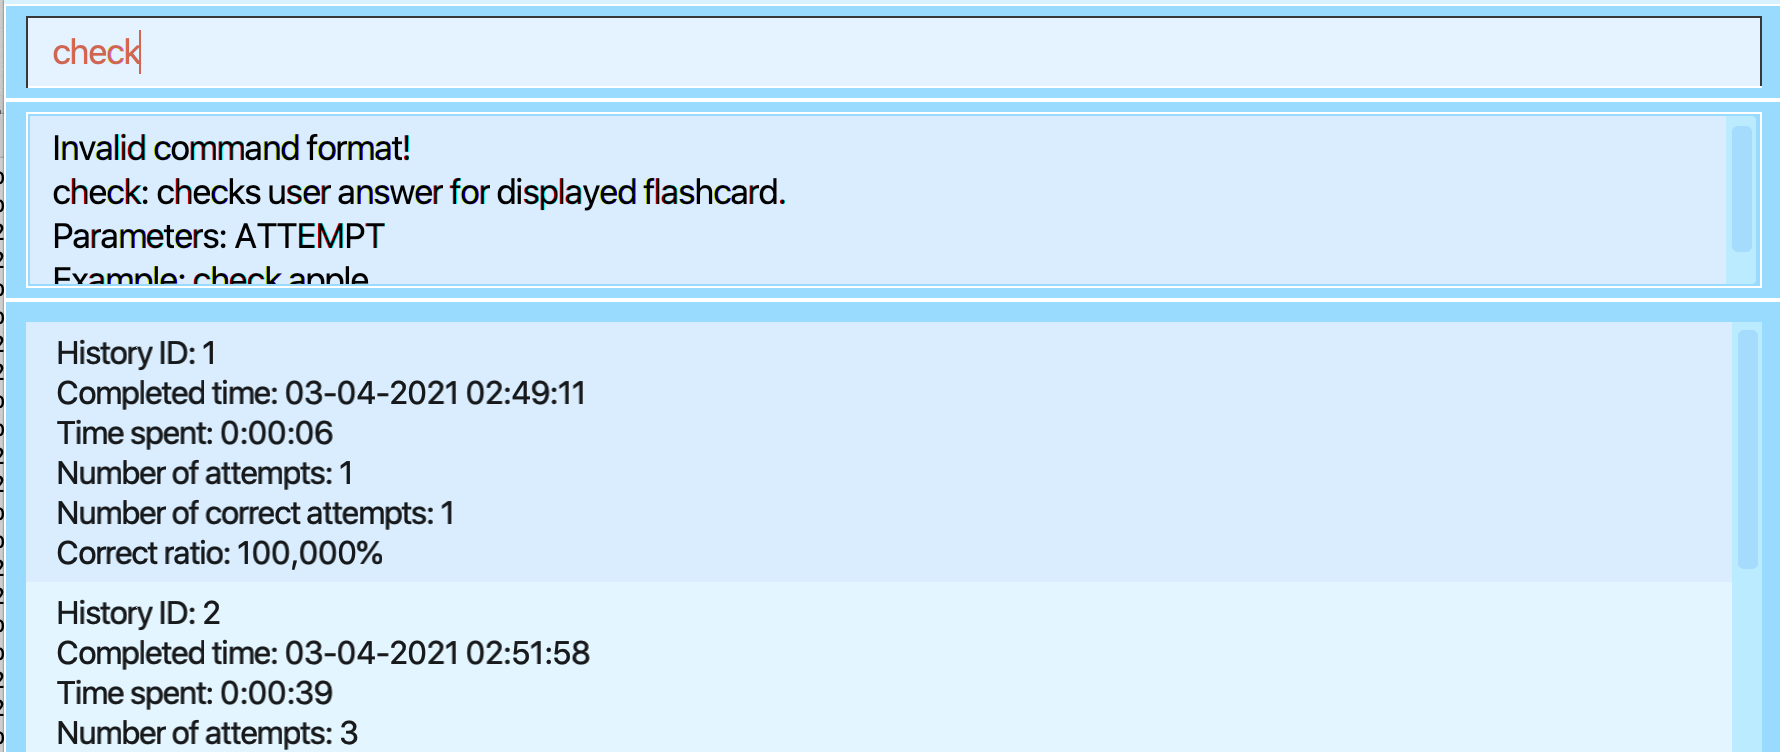 check
Invalid command format!
check: checks user answer for displayed flashcard.
Parameters: ATTEMPT
Example: check apple
History ID: 1
Completed time: 03-04-2021 02:49:11
Time spent: 0:00:06
Number of attempts: 1
Number of correct attempts: 1
Correct ratio: 100,000%
History ID: 2
Completed time: 03-04-2021 02:51:58
Time spent: 0:00:39
Number of attempts: 3